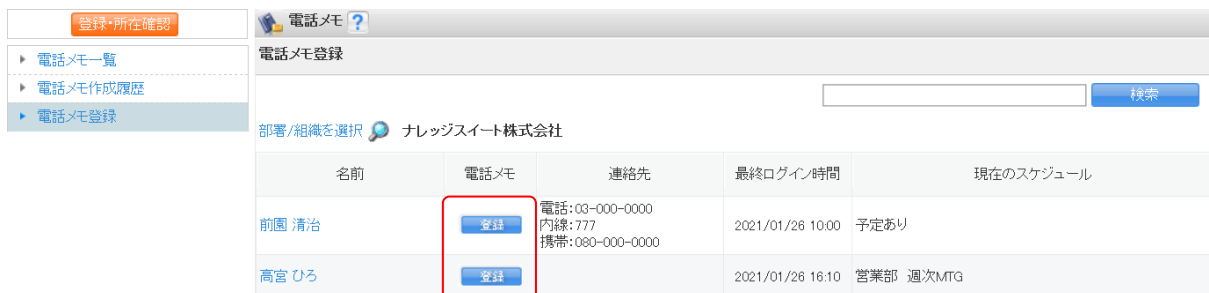 登録・所在確認
電話メモ一覧
電話メモ作成履歴
電話メモ登録
電話メモ ?
電話メモ登録
検索
部署/組織を選択 ナレッジスイート株式会社
名前 電話メモ 連絡先 最終ログイン時間 現在のスケジュール
前園 清治 登録 電話:03-000-0000 2021/01/26 10:00 予定あり
内線:777
携帯:080-000-0000
高宮 ひろ 登録 2021/01/26 16:10 営業部 週次MTG